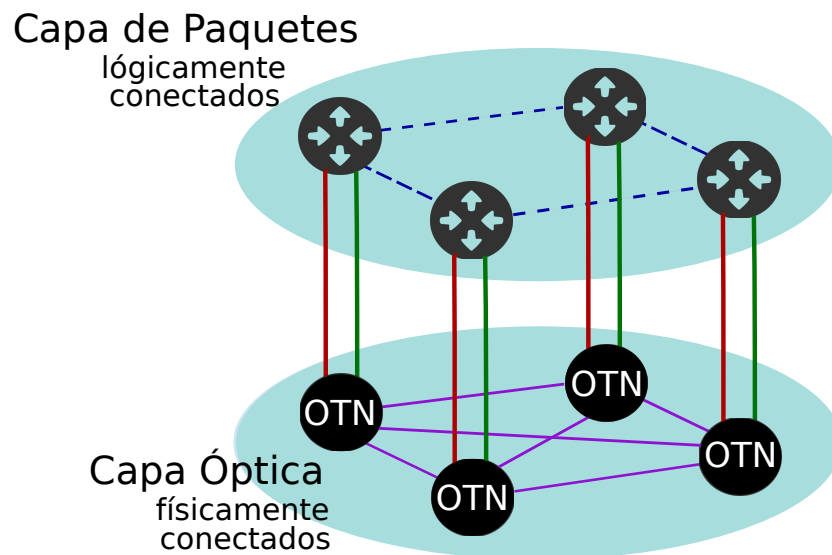 Capa de Paquetes
lógicamente
conectados
OTN
OTN
OTN
OTN
Capa Óptica
físicamente
conectados